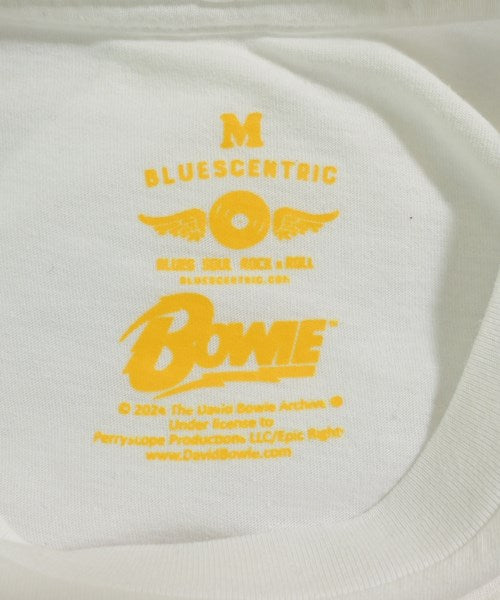 M
BLUESCENTRIC
BLUES SOUL ROCK n ROLL
BLUESCENTRIC.COM
BOWIE™
© 2024 The David Bowie Archive ®
Under license to
Perryscope Productions LLC/Epic Rights
www.DavidBowie.com